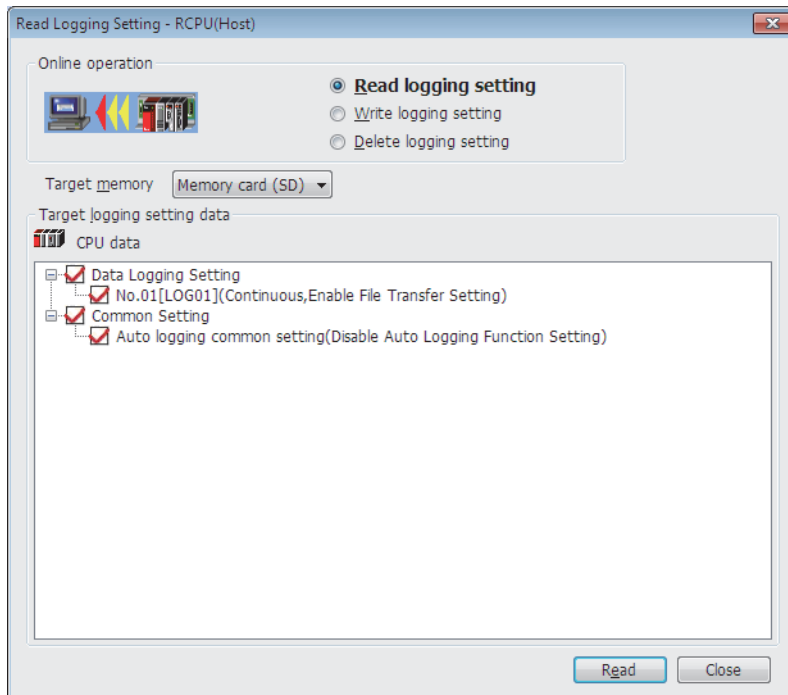 Read Logging Setting - RCPU(Host)
Online operation
Read logging setting
Write logging setting
Delete logging setting
Target memory Memory card (SD)
Target logging setting data
CPU data
Data Logging Setting
No.01[LOG01](Continuous,Enable File Transfer Setting)
Common Setting
Auto logging common setting(Disable Auto Logging Function Setting)
Read Close